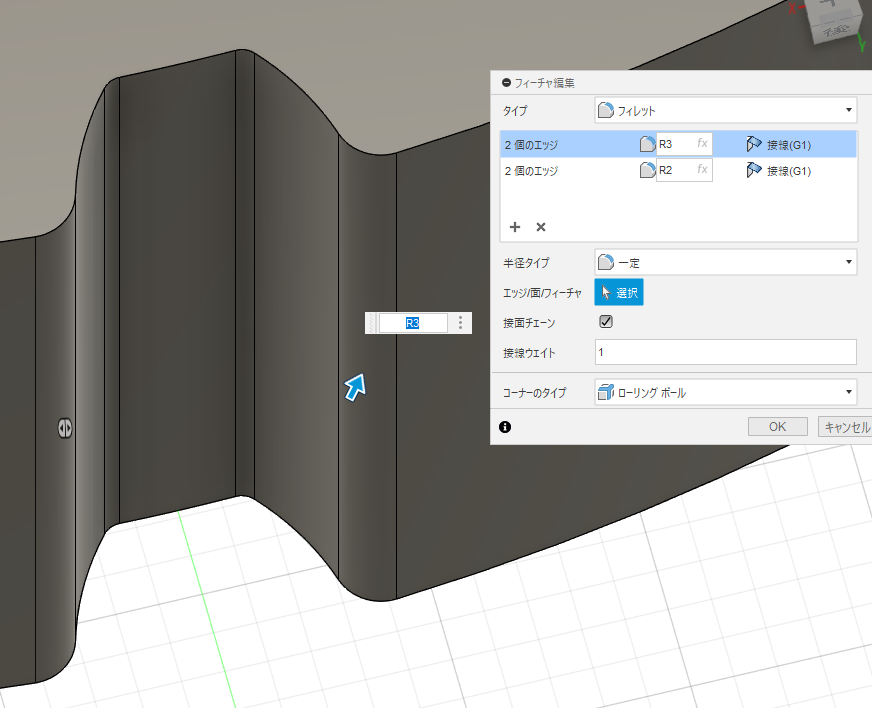 X
Y
フィーチャ編集
タイプ
フィレット
2 個のエッジ R3 fx 接線(G1)
2 個のエッジ R2 fx 接線(G1)
半径タイプ 一定
エッジ/面/フィーチャ 選択
R3
接面チェーン
接線ウェイト 1
コーナーのタイプ ローリング ボール
OK キャンセル